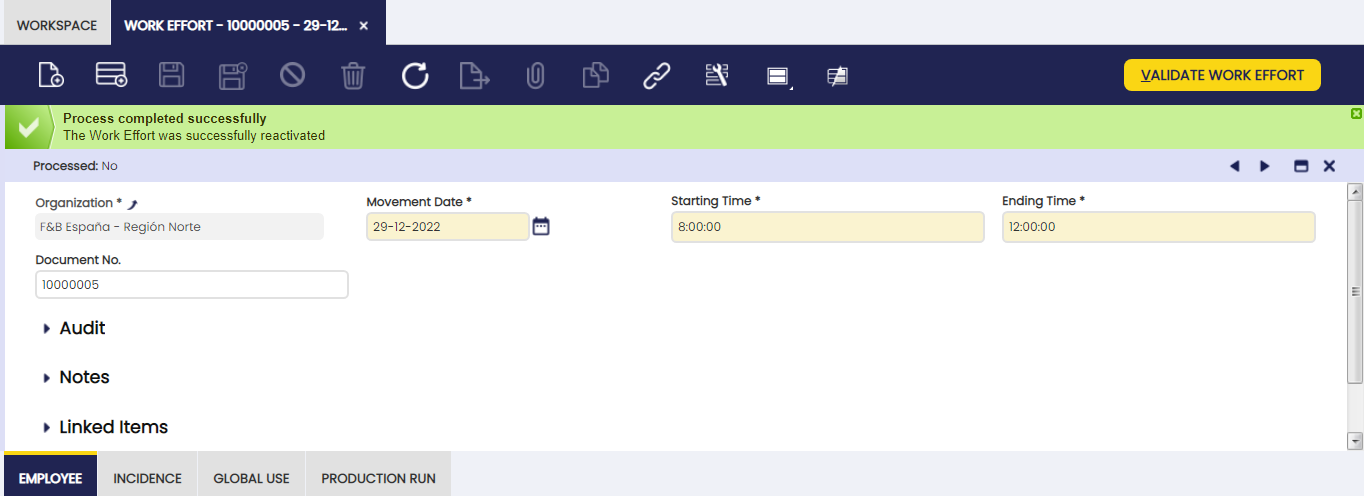 WORKSPACE
WORK EFFORT - 10000005 - 29-12...
VALIDATE WORK EFFORT
Process completed successfully
The Work Effort was successfully reactivated
Processed: No
Organization *
Movement Date *
Starting Time *
Ending Time *
F&B España - Región Norte
29-12-2022
8:00:00
12:00:00
Document No.
10000005
Audit
Notes
Linked Items
EMPLOYEE
INCIDENCE
GLOBAL USE
PRODUCTION RUN